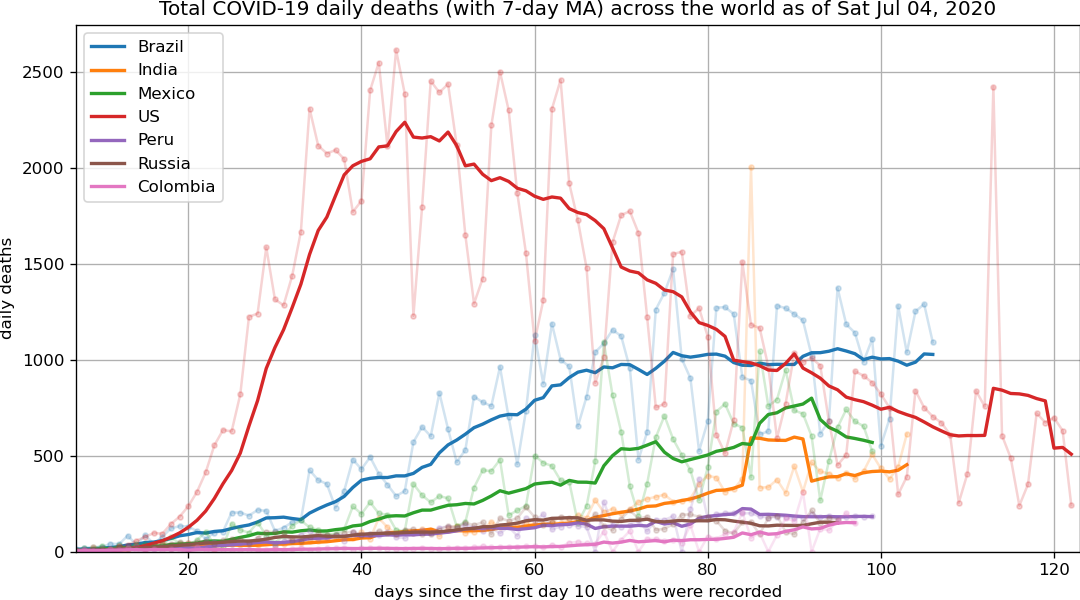 Total COVID-19 daily deaths (with 7-day MA) across the world as of Sat Jul 04, 2020
Brazil
India
Mexico
US
Peru
Russia
Colombia
daily deaths
2500
2000
1500
1000
500
0
20
40
60
80
100
120
days since the first day 10 deaths were recorded